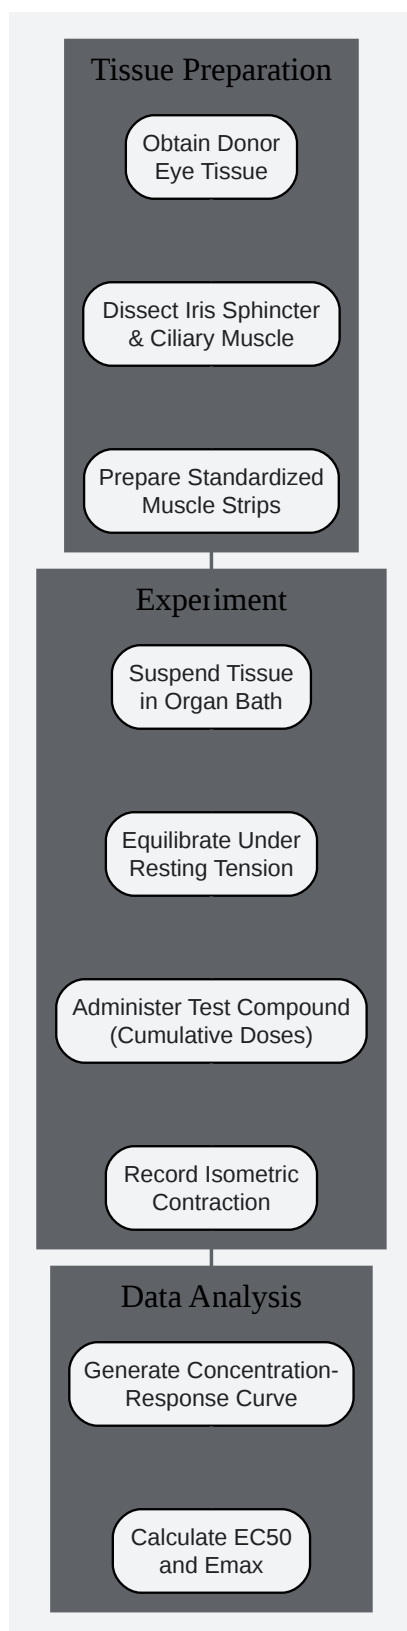 Tissue Preparation
Obtain Donor
Eye Tissue
Dissect Iris Sphincter
& Ciliary Muscle
Prepare Standardized
Muscle Strips
Experiment
Suspend Tissue
in Organ Bath
Equilibrate Under
Resting Tension
Administer Test Compound
(Cumulative Doses)
Record Isometric
Contraction
Data Analysis
Generate Concentration-
Response Curve
Calculate EC50
and Emax